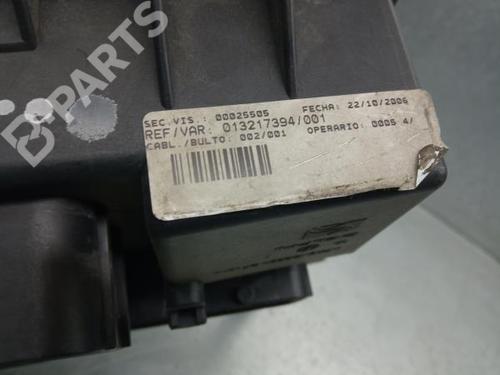 B-PARTS
SEC.VIS.: 00025505 FECHA: 22/10/2006
REF/VAR: 013217394/001
CABL./BULTO: 002/001 OPERARIO: 0005 4/